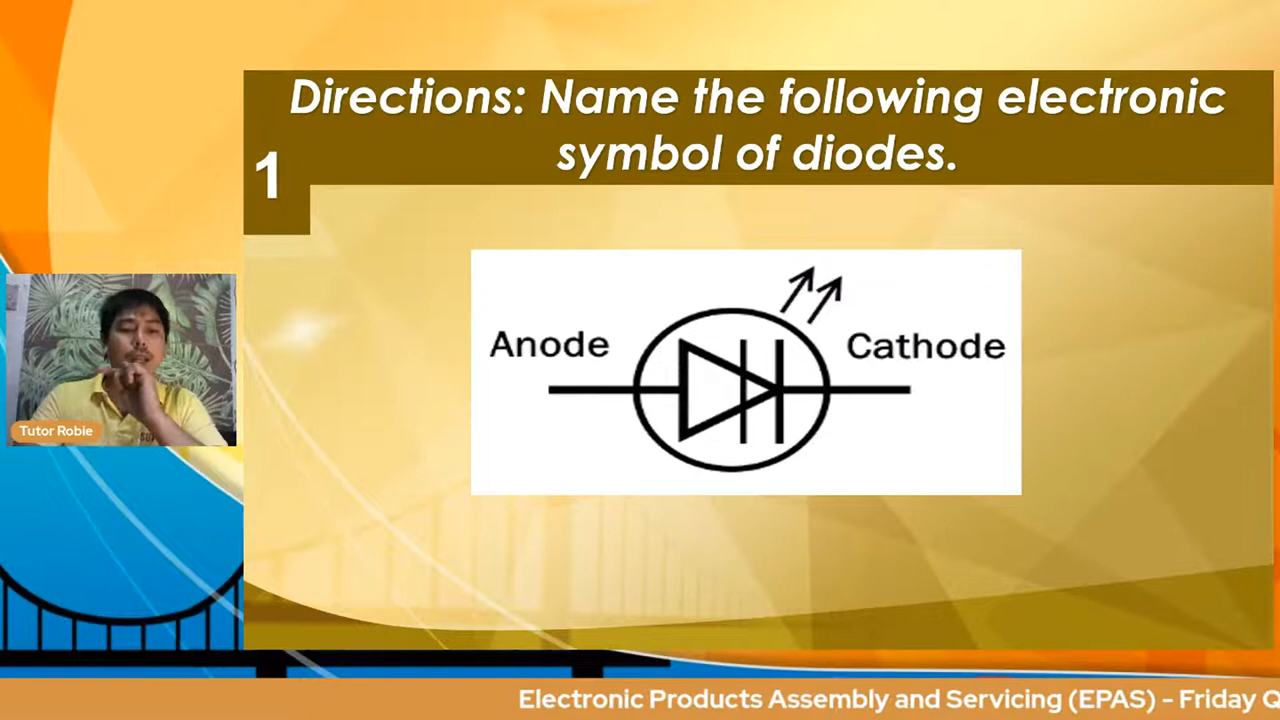 Directions: Name the following electronic
symbol of diodes.
1
Anode
Cathode
Tutor Robie
Electronic Products Assembly and Servicing (EPAS) - Friday Q